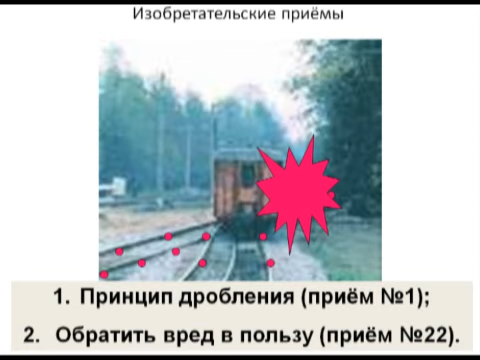 Изобретательские приёмы
1. Принцип дробления (приём №1);
2. Обратить вред в пользу (приём №22).